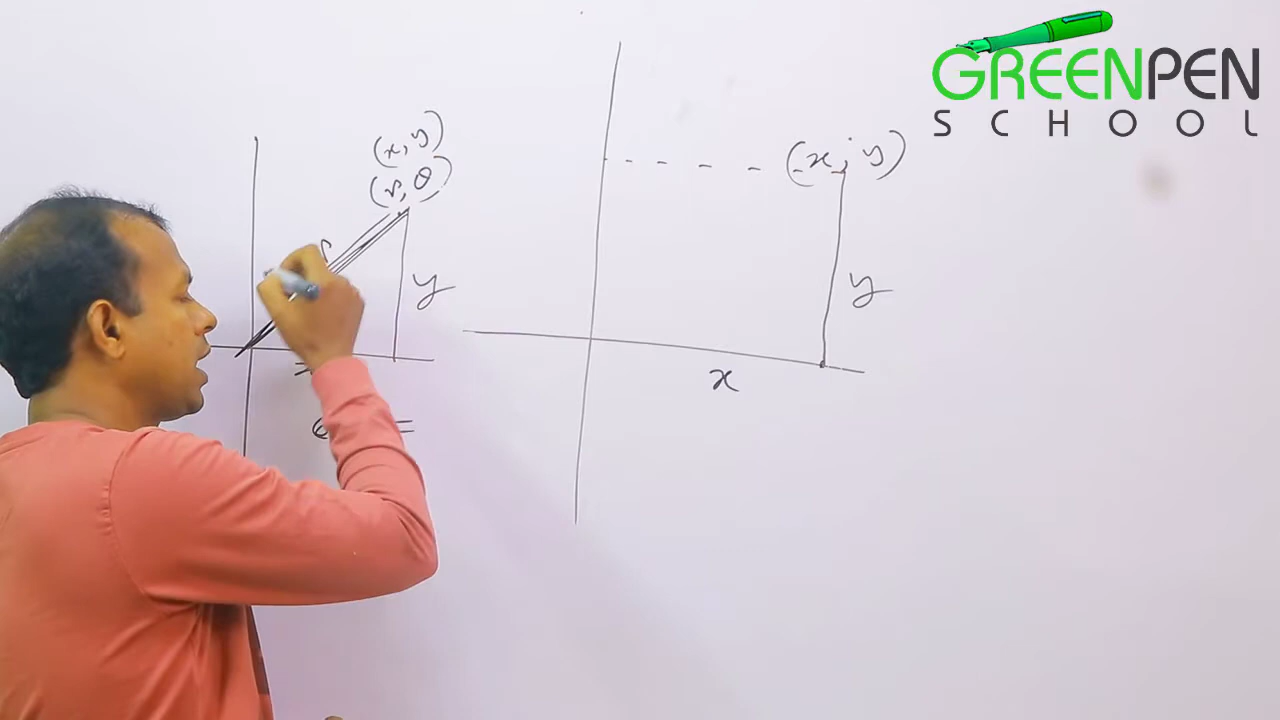 GREENPEN
SCHOOL
(x, y)
(r, θ)
r
y
(x, y)
y
x
=